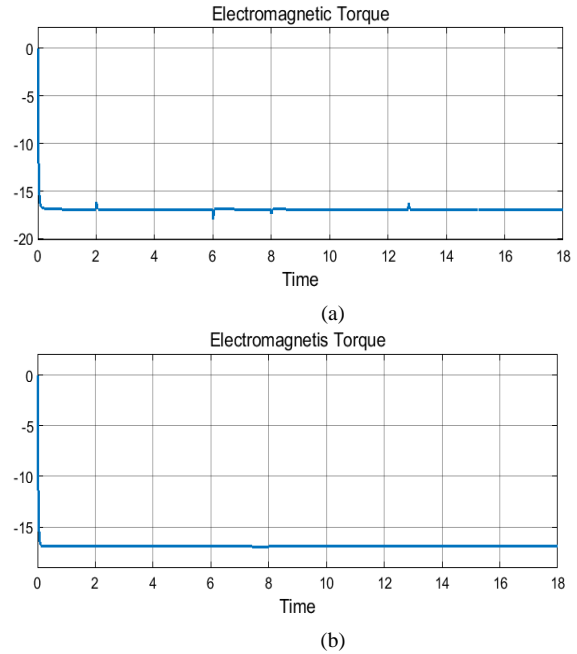 Electromagnetic Torque
0
-5
-10
-15
-20
0 2 4 6 8 10 12 14 16 18
Time
(a)
Electromagnetis Torque
0
-5
-10
-15
0 2 4 6 8 10 12 14 16 18
Time
(b)